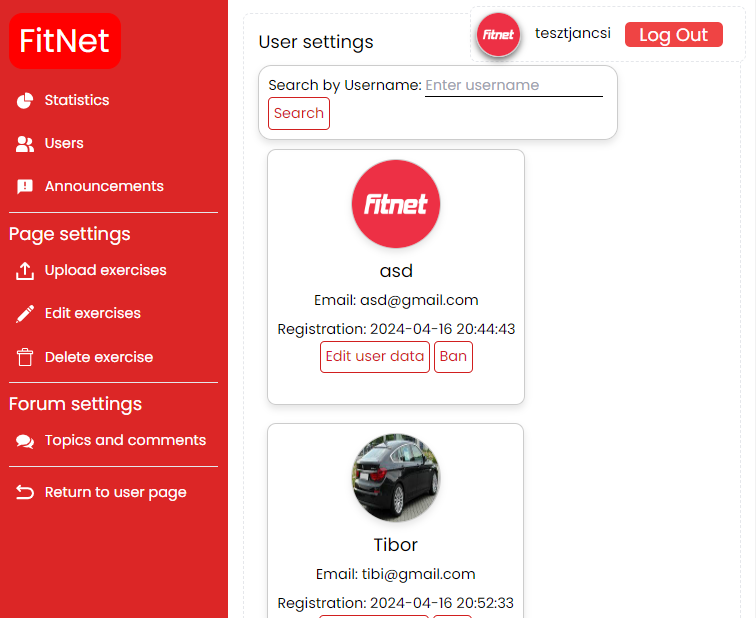 FitNet
Statistics
Users
Announcements
Page settings
Upload exercises
Edit exercises
Delete exercise
Forum settings
Topics and comments
Return to user page
fitnet
tesztjancsi
Log Out
User settings
Search by Username: Enter username
Search
fitnet
asd
Email: asd@gmail.com
Registration: 2024-04-16 20:44:43
Edit user data Ban
Tibor
Email: tibi@gmail.com
Registration: 2024-04-16 20:52:33